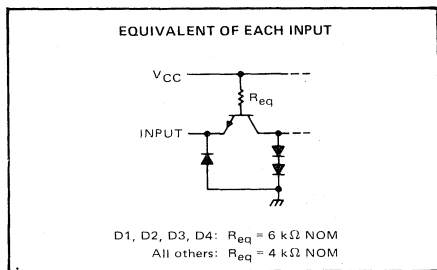 EQUIVALENT OF EACH INPUT
VCC
Req
INPUT
D1, D2, D3, D4: Req = 6 kΩ NOM
All others: Req = 4 kΩ NOM